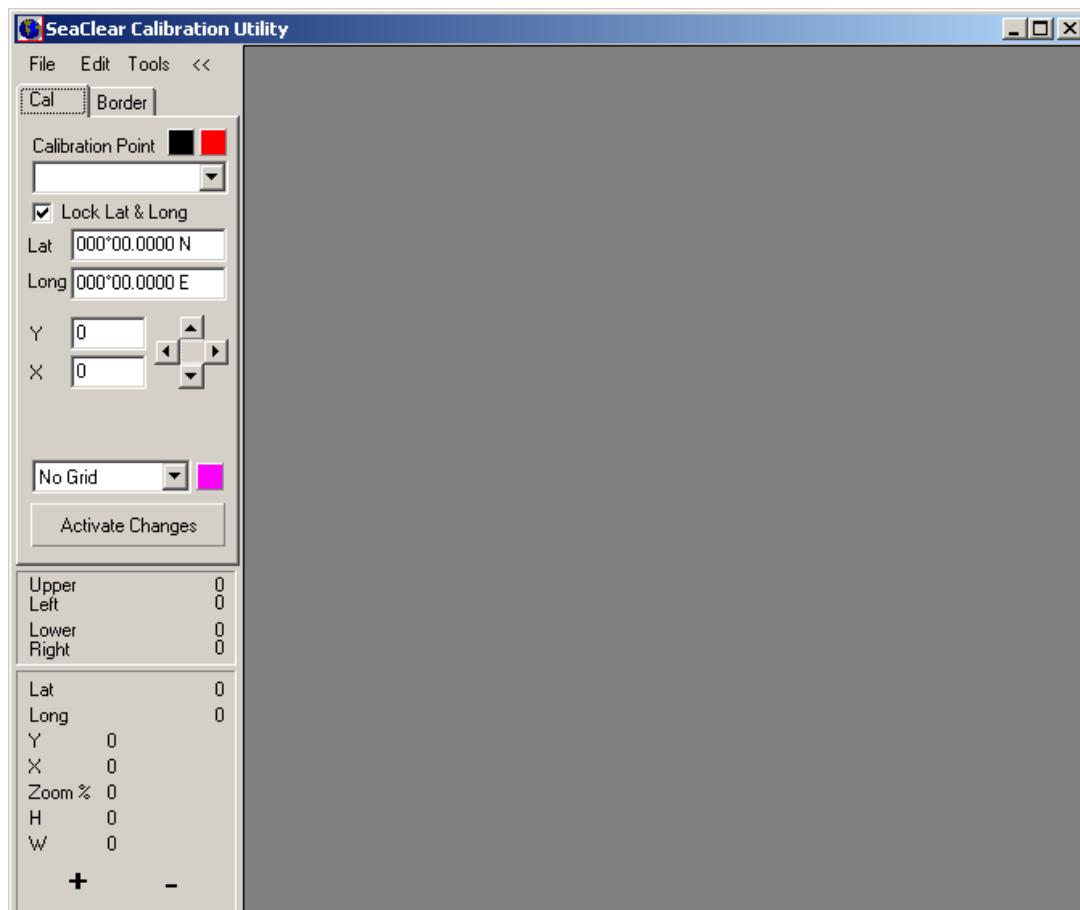 SeaClear Calibration Utility
File Edit Tools <<
Cal Border
Calibration Point
Lock Lat & Long
Lat 000°00.0000 N
Long 000°00.0000 E
Y 0
X 0
No Grid
Activate Changes
Upper 0
Left 0
Lower 0
Right 0
Lat 0
Long 0
Y 0
X 0
Zoom % 0
H 0
W 0
+ -